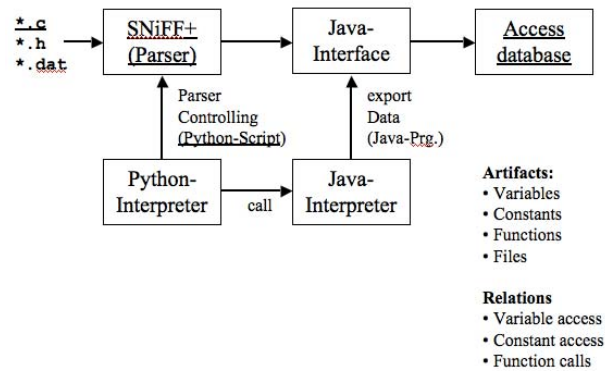 *.c
*.h
*.dat
SNiFF+
(Parser)
Java-
Interface
Access
database
Parser
Controlling
(Python-Script)
export
Data
(Java-Prg.)
Python-
Interpreter
call
Java-
Interpreter
Artifacts:
• Variables
• Constants
• Functions
• Files
Relations
• Variable access
• Constant access
• Function calls